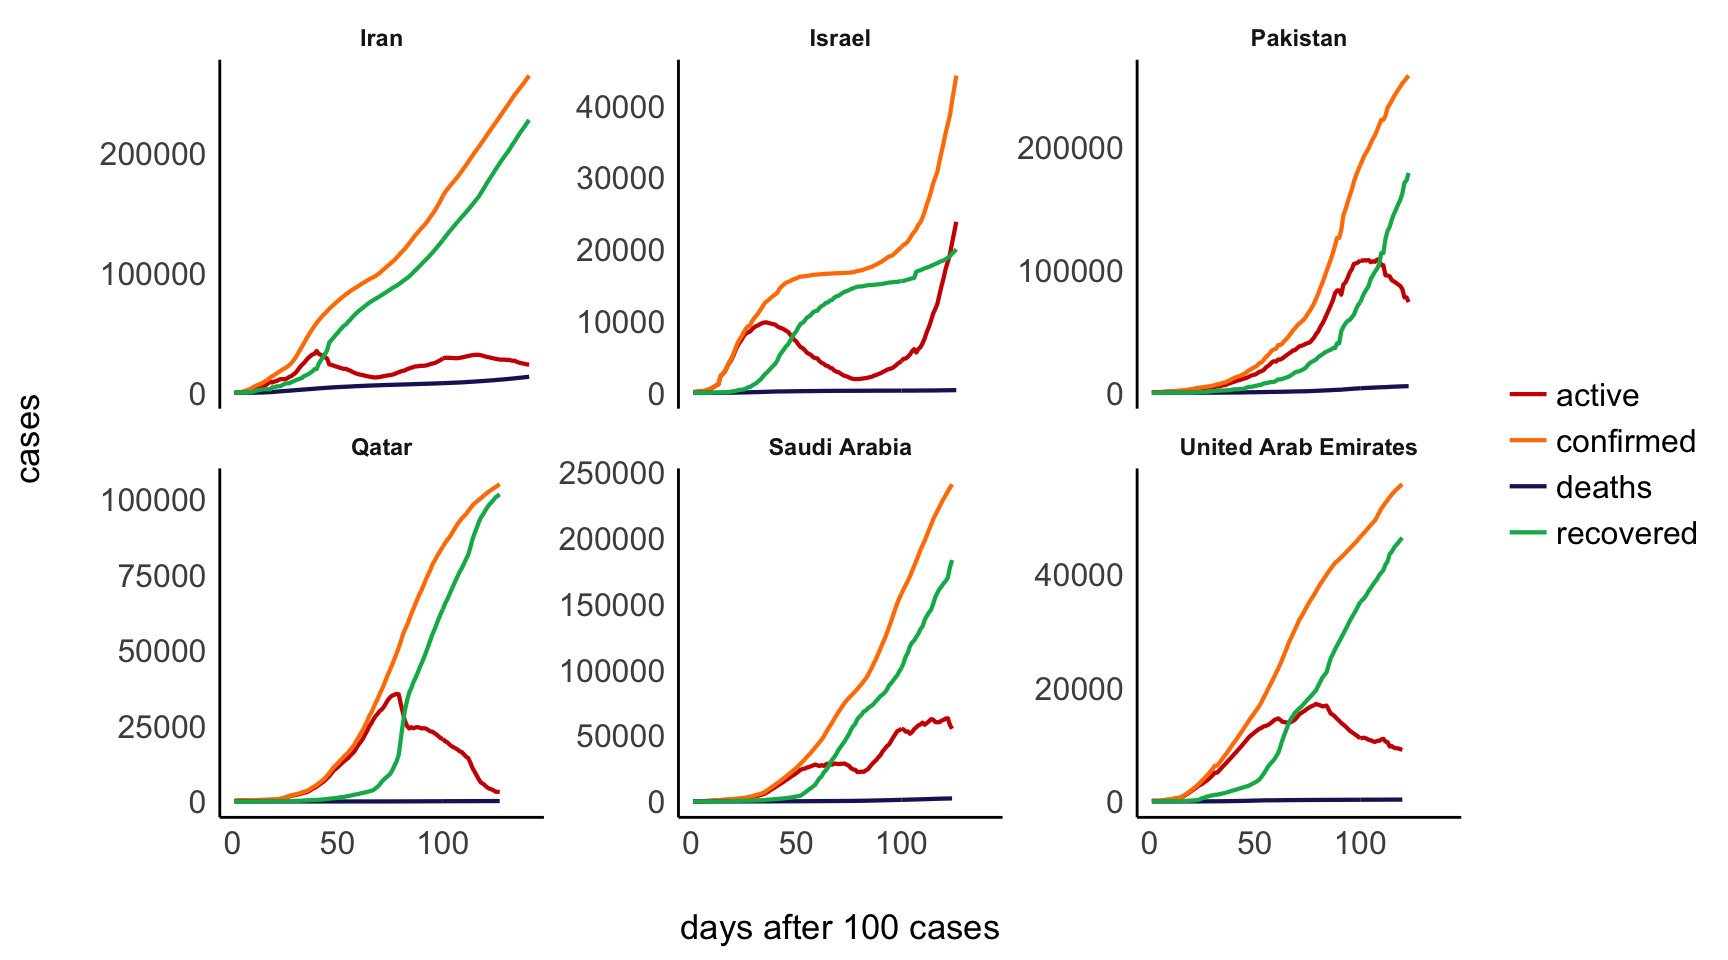 Iran
Israel
Pakistan
200000
100000
0
40000
30000
20000
10000
0
200000
100000
0
Qatar
Saudi Arabia
United Arab Emirates
100000
75000
50000
25000
0
250000
200000
150000
100000
50000
0
40000
20000
0
0 50 100
0 50 100
0 50 100
cases
days after 100 cases
active
confirmed
deaths
recovered